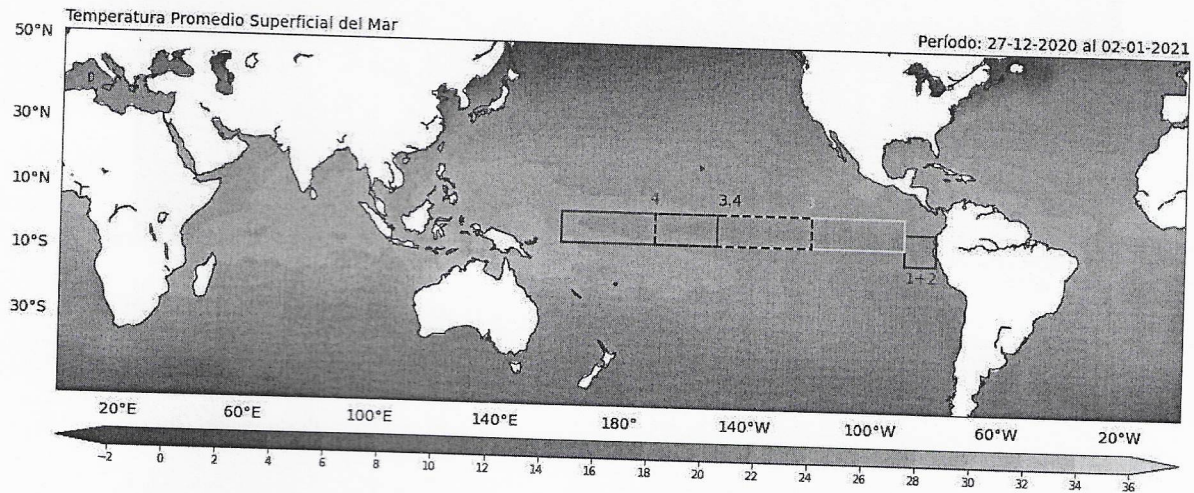 Temperatura Promedio Superficial del Mar
Período: 27-12-2020 al 02-01-2021
50°N
30°N
10°N
10°S
30°S
4
3.4
3
1+2
20°E
60°E
100°E
140°E
180°
140°W
100°W
60°W
20°W
−2
0
2
4
6
8
10
12
14
16
18
20
22
24
26
28
30
32
34
36